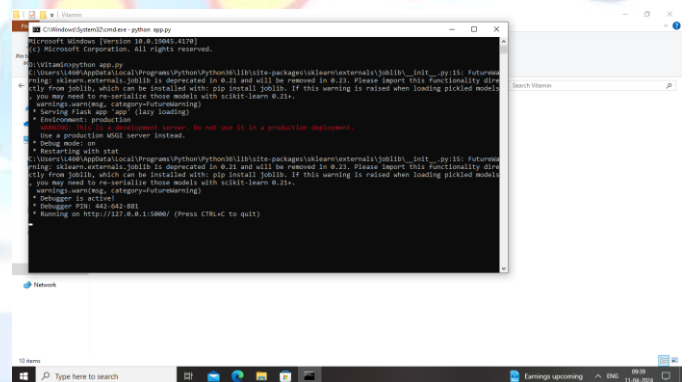 Vitamin
C:\Windows\System32\cmd.exe - python app.py
Microsoft Windows [Version 10.0.19045.4170]
(c) Microsoft Corporation. All rights reserved.
D:\Vitamin>python app.py
C:\Users\L460\AppData\Local\Programs\Python\Python36\lib\site-packages\sklearn\externals\joblib\__init__.py:15: FutureWa
rning: sklearn.externals.joblib is deprecated in 0.21 and will be removed in 0.23. Please import this functionality dire
ctly from joblib, which can be installed with: pip install joblib. If this warning is raised when loading pickled models
, you may need to re-serialize those models with scikit-learn 0.21+.
warnings.warn(msg, category=FutureWarning)
* Serving Flask app 'app' (lazy loading)
* Environment: production
WARNING: This is a development server. Do not use it in a production deployment.
Use a production WSGI server instead.
* Debug mode: on
* Restarting with stat
C:\Users\L460\AppData\Local\Programs\Python\Python36\lib\site-packages\sklearn\externals\joblib\__init__.py:15: FutureWa
rning: sklearn.externals.joblib is deprecated in 0.21 and will be removed in 0.23. Please import this functionality dire
ctly from joblib, which can be installed with: pip install joblib. If this warning is raised when loading pickled models
, you may need to re-serialize those models with scikit-learn 0.21+.
warnings.warn(msg, category=FutureWarning)
* Debugger is active!
* Debugger PIN: 442-642-881
* Running on http://127.0.0.1:5000/ (Press CTRL+C to quit)
Search Vitamin
Network
10 items
Type here to search
Earnings upcoming
ENG
09:39
11-04-2024